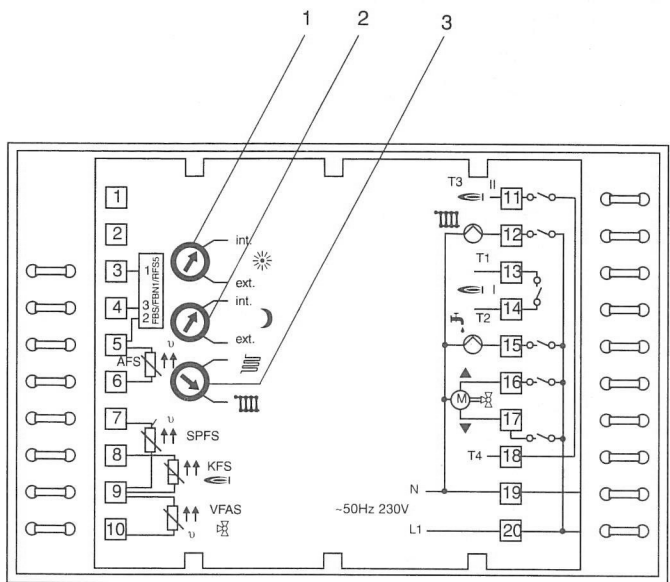 1 2 3
1
2
3
4
5
6
7
8
9
10
1
3
2
FBS/FBN1/RFS5
int.
ext.
int.
ext.
AFS
υ
υ
SPFS
KFS
VFAS
υ
T3 II
11
12
T1
13
I
14
T2
15
16
M
17
T4 18
N 19
~50Hz 230V
L1 20